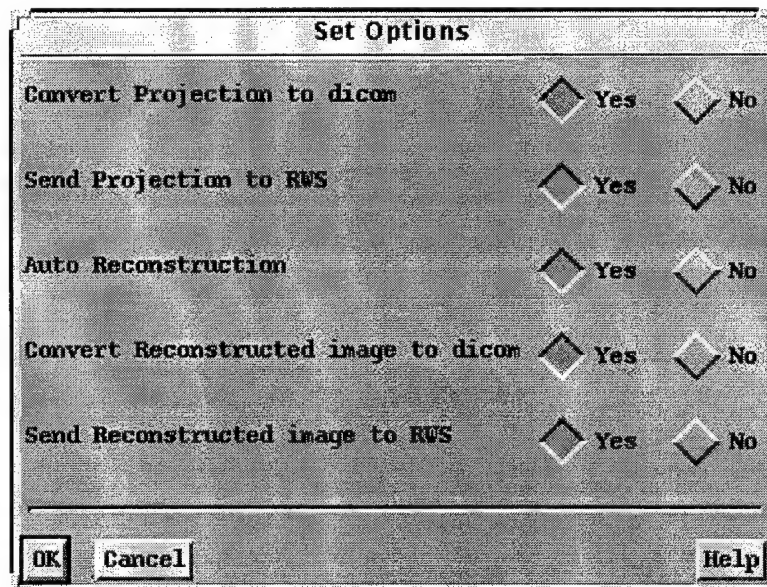 Set Options
Convert Projection to dicom Yes No
Send Projection to RWS Yes No
Auto Reconstruction Yes No
Convert Reconstructed image to dicom Yes No
Send Reconstructed image to RWS Yes No
OK Cancel Help